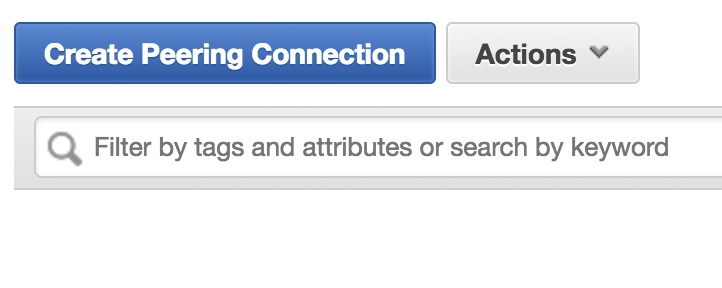 Create Peering Connection
Actions
Filter by tags and attributes or search by keyword